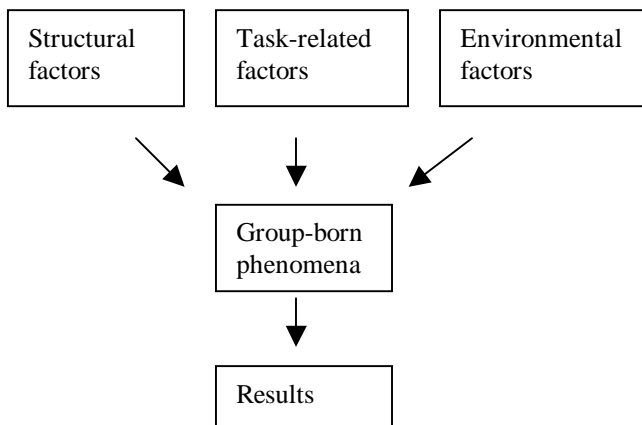 Structural
factors
Task-related
factors
Environmental
factors
Group-born
phenomena
Results